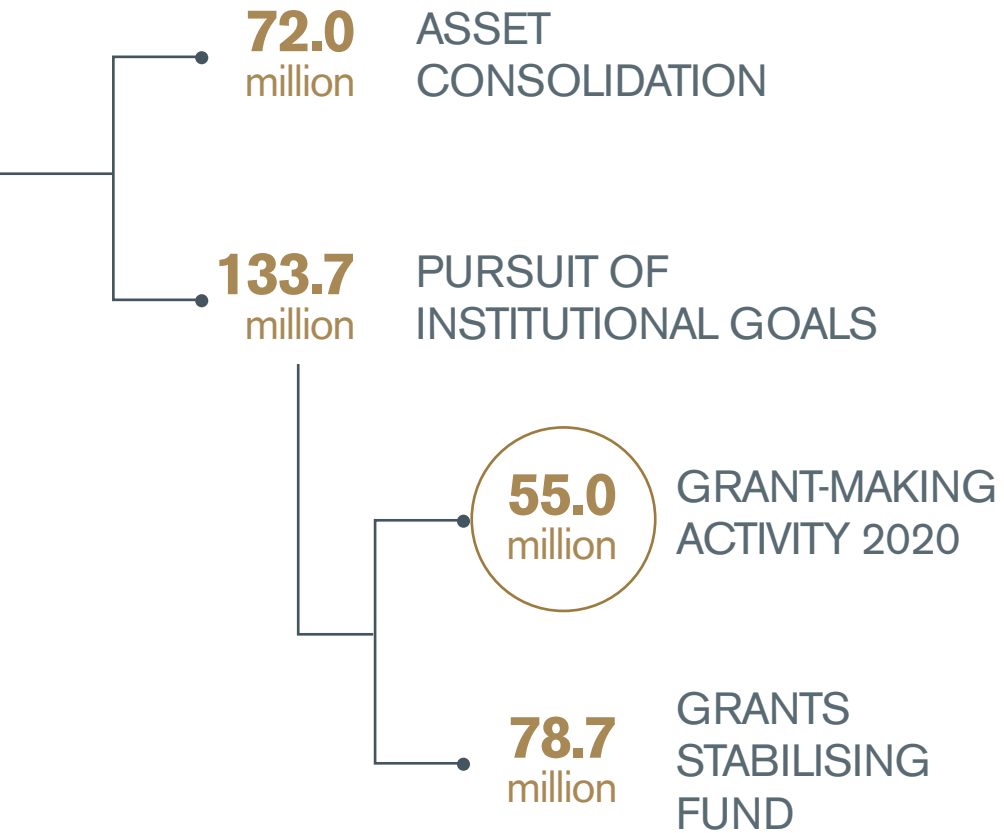 72.0
million
ASSET
CONSOLIDATION
133.7
million
PURSUIT OF
INSTITUTIONAL GOALS
55.0
million
GRANT-MAKING
ACTIVITY 2020
78.7
million
GRANTS
STABILISING
FUND